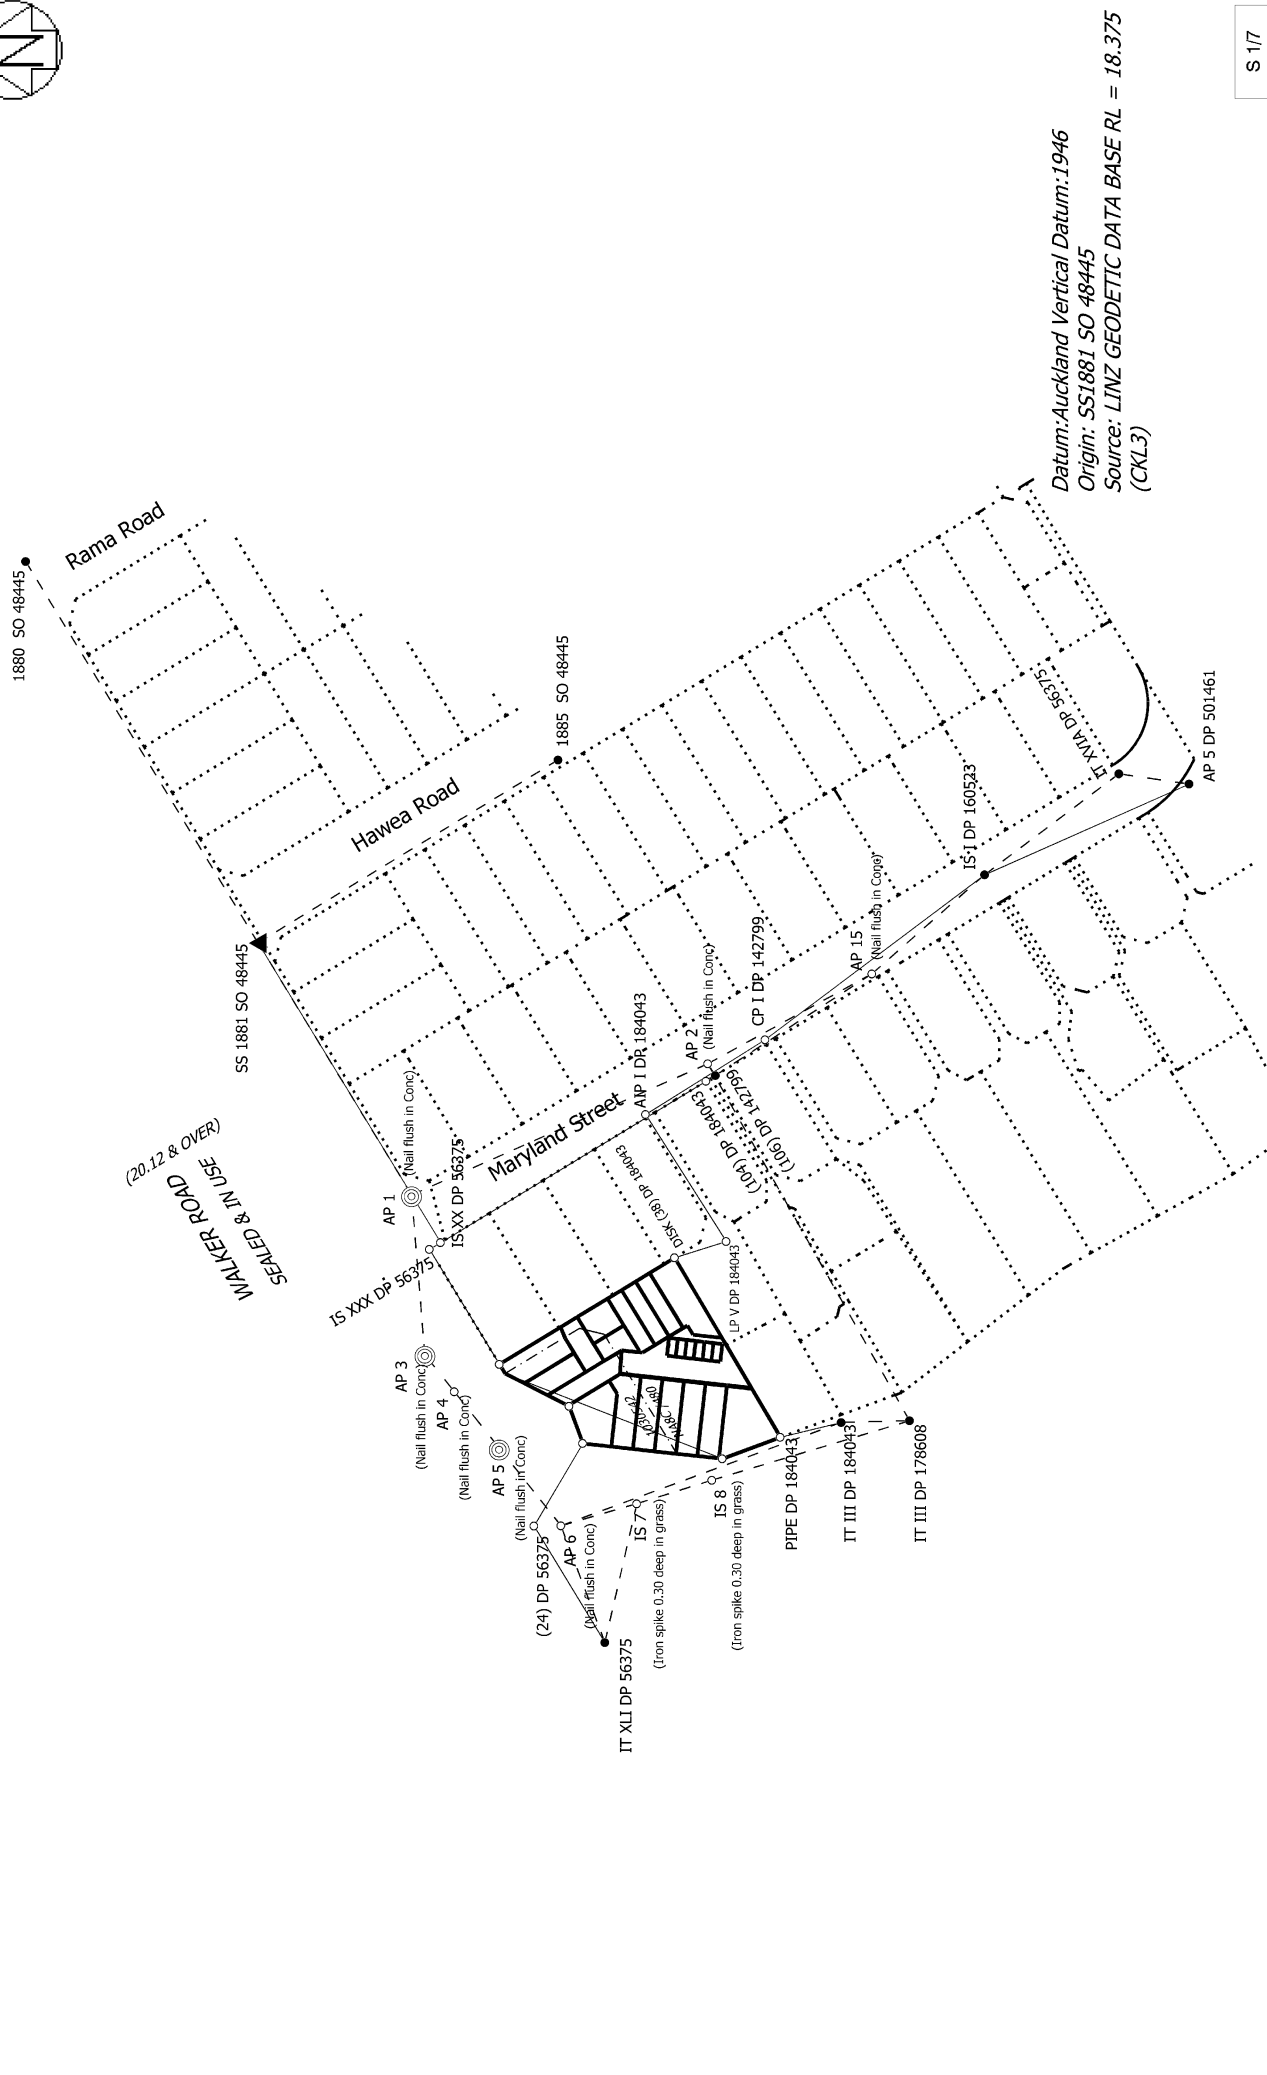 N
S 1/7
Datum:Auckland Vertical Datum:1946
Origin: SS1881 SO 48445
Source: LINZ GEODETIC DATA BASE RL = 18.375
(CKL3)
1880 SO 48445
Rama Road
Hawea Road
1885 SO 48445
SS 1881 SO 48445
(20.12 & OVER)
WALKER ROAD
SEALED & IN USE
AP 1
(Nail flush in Conc)
IS XX DP 56375
IS XXX DP 56375
Maryland Street
AP I DP 184043
AP 2
(Nail flush in Conc)
CP I DP 142799
AP 15
(Nail flush in Conc)
IS I DP 160523
IT XVIA DP 56375
AP 5 DP 501461
(104) DP 184043
(106) DP 142799
DISK (38) DP 184043
LP V DP 184043
AP 3
(Nail flush in Conc)
AP 4
(Nail flush in Conc)
AP 5
(Nail flush in Conc)
(24) DP 56375
AP 6
(Nail flush in Conc)
IS 7
(Iron spike 0.30 deep in grass)
IS 8
(Iron spike 0.30 deep in grass)
PIPE DP 184043
IT III DP 184043
IT III DP 178608
IT XLI DP 56375